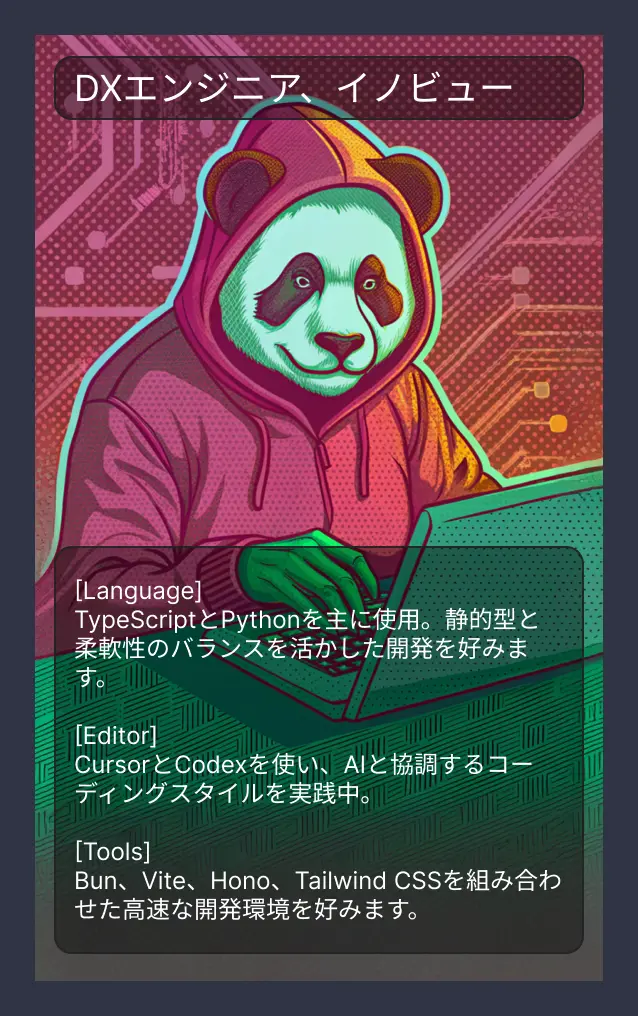 DXエンジニア、イノビュー
[Language]
TypeScriptとPythonを主に使用。静的型と
柔軟性のバランスを活かした開発を好みま
す。
[Editor]
CursorとCodexを使い、AIと協調するコー
ディングスタイルを実践中。
[Tools]
Bun、Vite、Hono、Tailwind CSSを組み合わ
せた高速な開発環境を好みます。